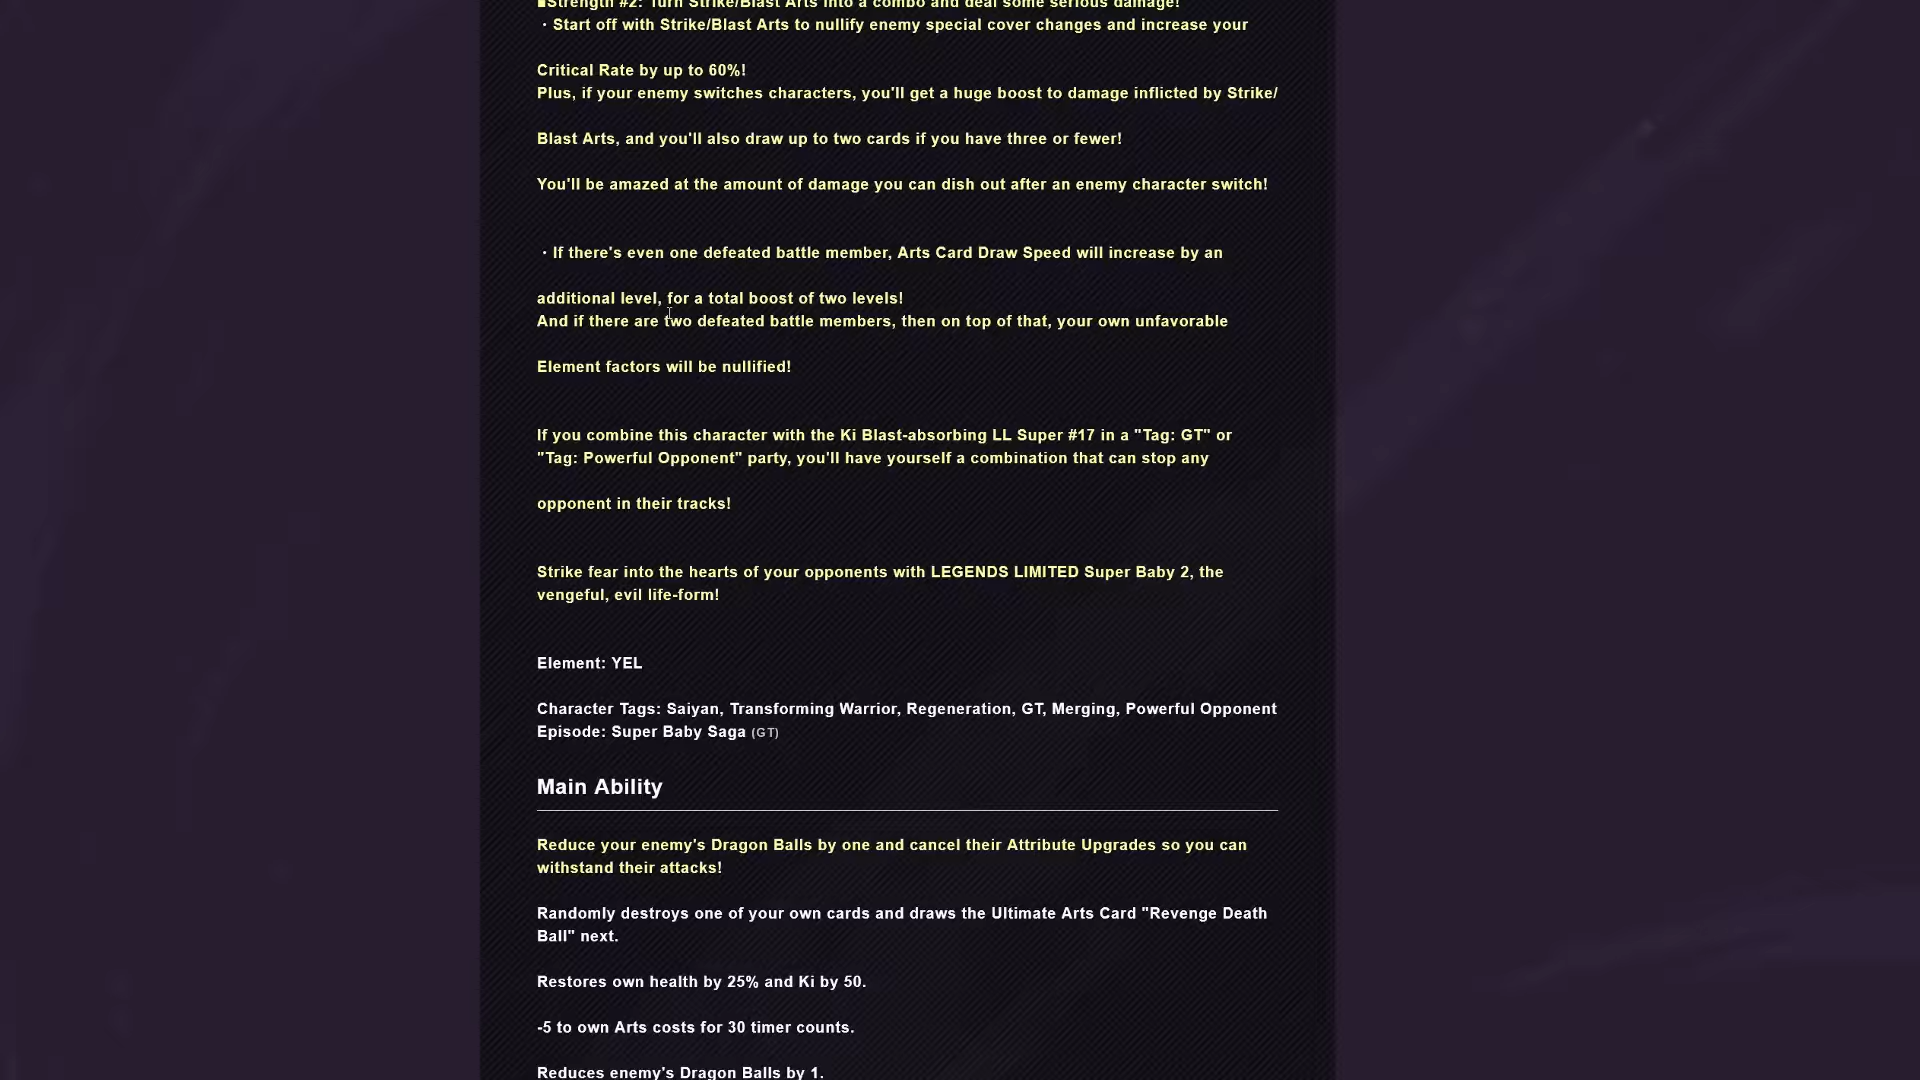 ■Strength #2: Turn Strike/Blast Arts into a combo and deal some serious damage!
・Start off with Strike/Blast Arts to nullify enemy special cover changes and increase your
Critical Rate by up to 60%!
Plus, if your enemy switches characters, you'll get a huge boost to damage inflicted by Strike/
Blast Arts, and you'll also draw up to two cards if you have three or fewer!
You'll be amazed at the amount of damage you can dish out after an enemy character switch!
・If there's even one defeated battle member, Arts Card Draw Speed will increase by an
additional level, for a total boost of two levels!
And if there are two defeated battle members, then on top of that, your own unfavorable
Element factors will be nullified!
If you combine this character with the Ki Blast-absorbing LL Super #17 in a "Tag: GT" or
"Tag: Powerful Opponent" party, you'll have yourself a combination that can stop any
opponent in their tracks!
Strike fear into the hearts of your opponents with LEGENDS LIMITED Super Baby 2, the
vengeful, evil life-form!
Element: YEL
Character Tags: Saiyan, Transforming Warrior, Regeneration, GT, Merging, Powerful Opponent
Episode: Super Baby Saga (GT)
Main Ability
Reduce your enemy's Dragon Balls by one and cancel their Attribute Upgrades so you can
withstand their attacks!
Randomly destroys one of your own cards and draws the Ultimate Arts Card "Revenge Death
Ball" next.
Restores own health by 25% and Ki by 50.
-5 to own Arts costs for 30 timer counts.
Reduces enemy's Dragon Balls by 1.